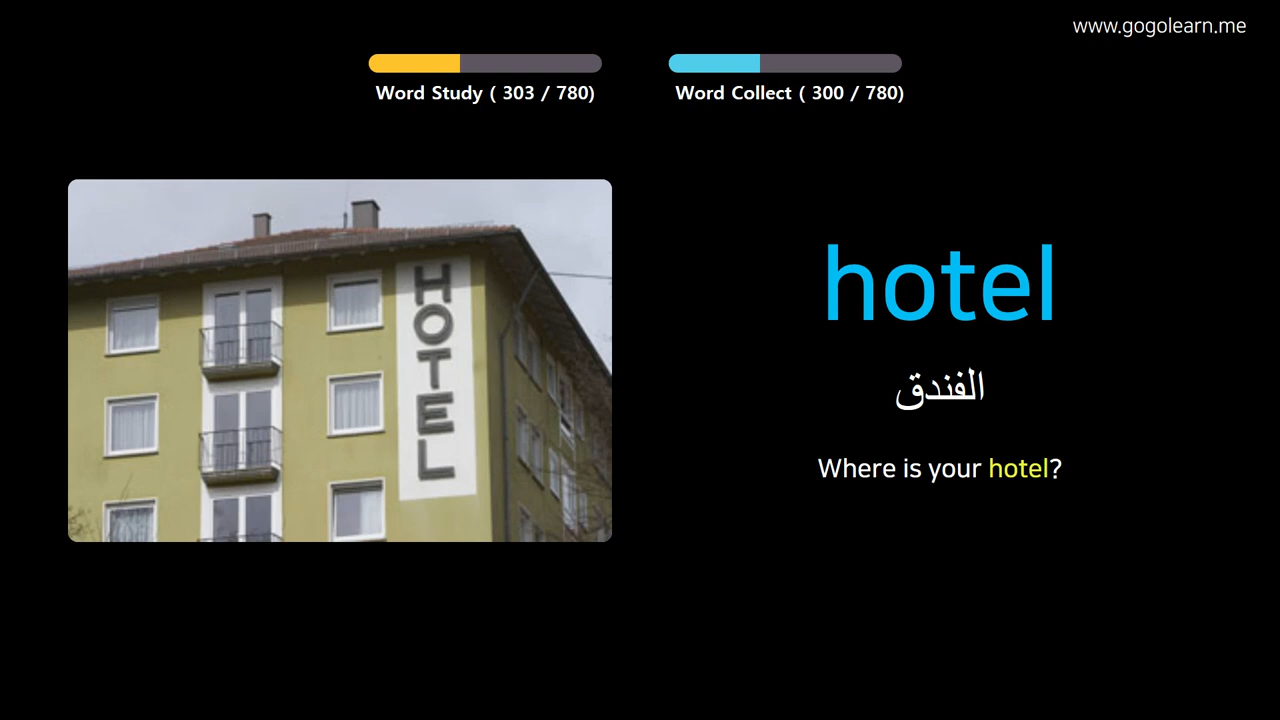 www.gogolearn.me
Word Study ( 303 / 780)
Word Collect ( 300 / 780)
HOTEL
hotel
الفندق
Where is your hotel?